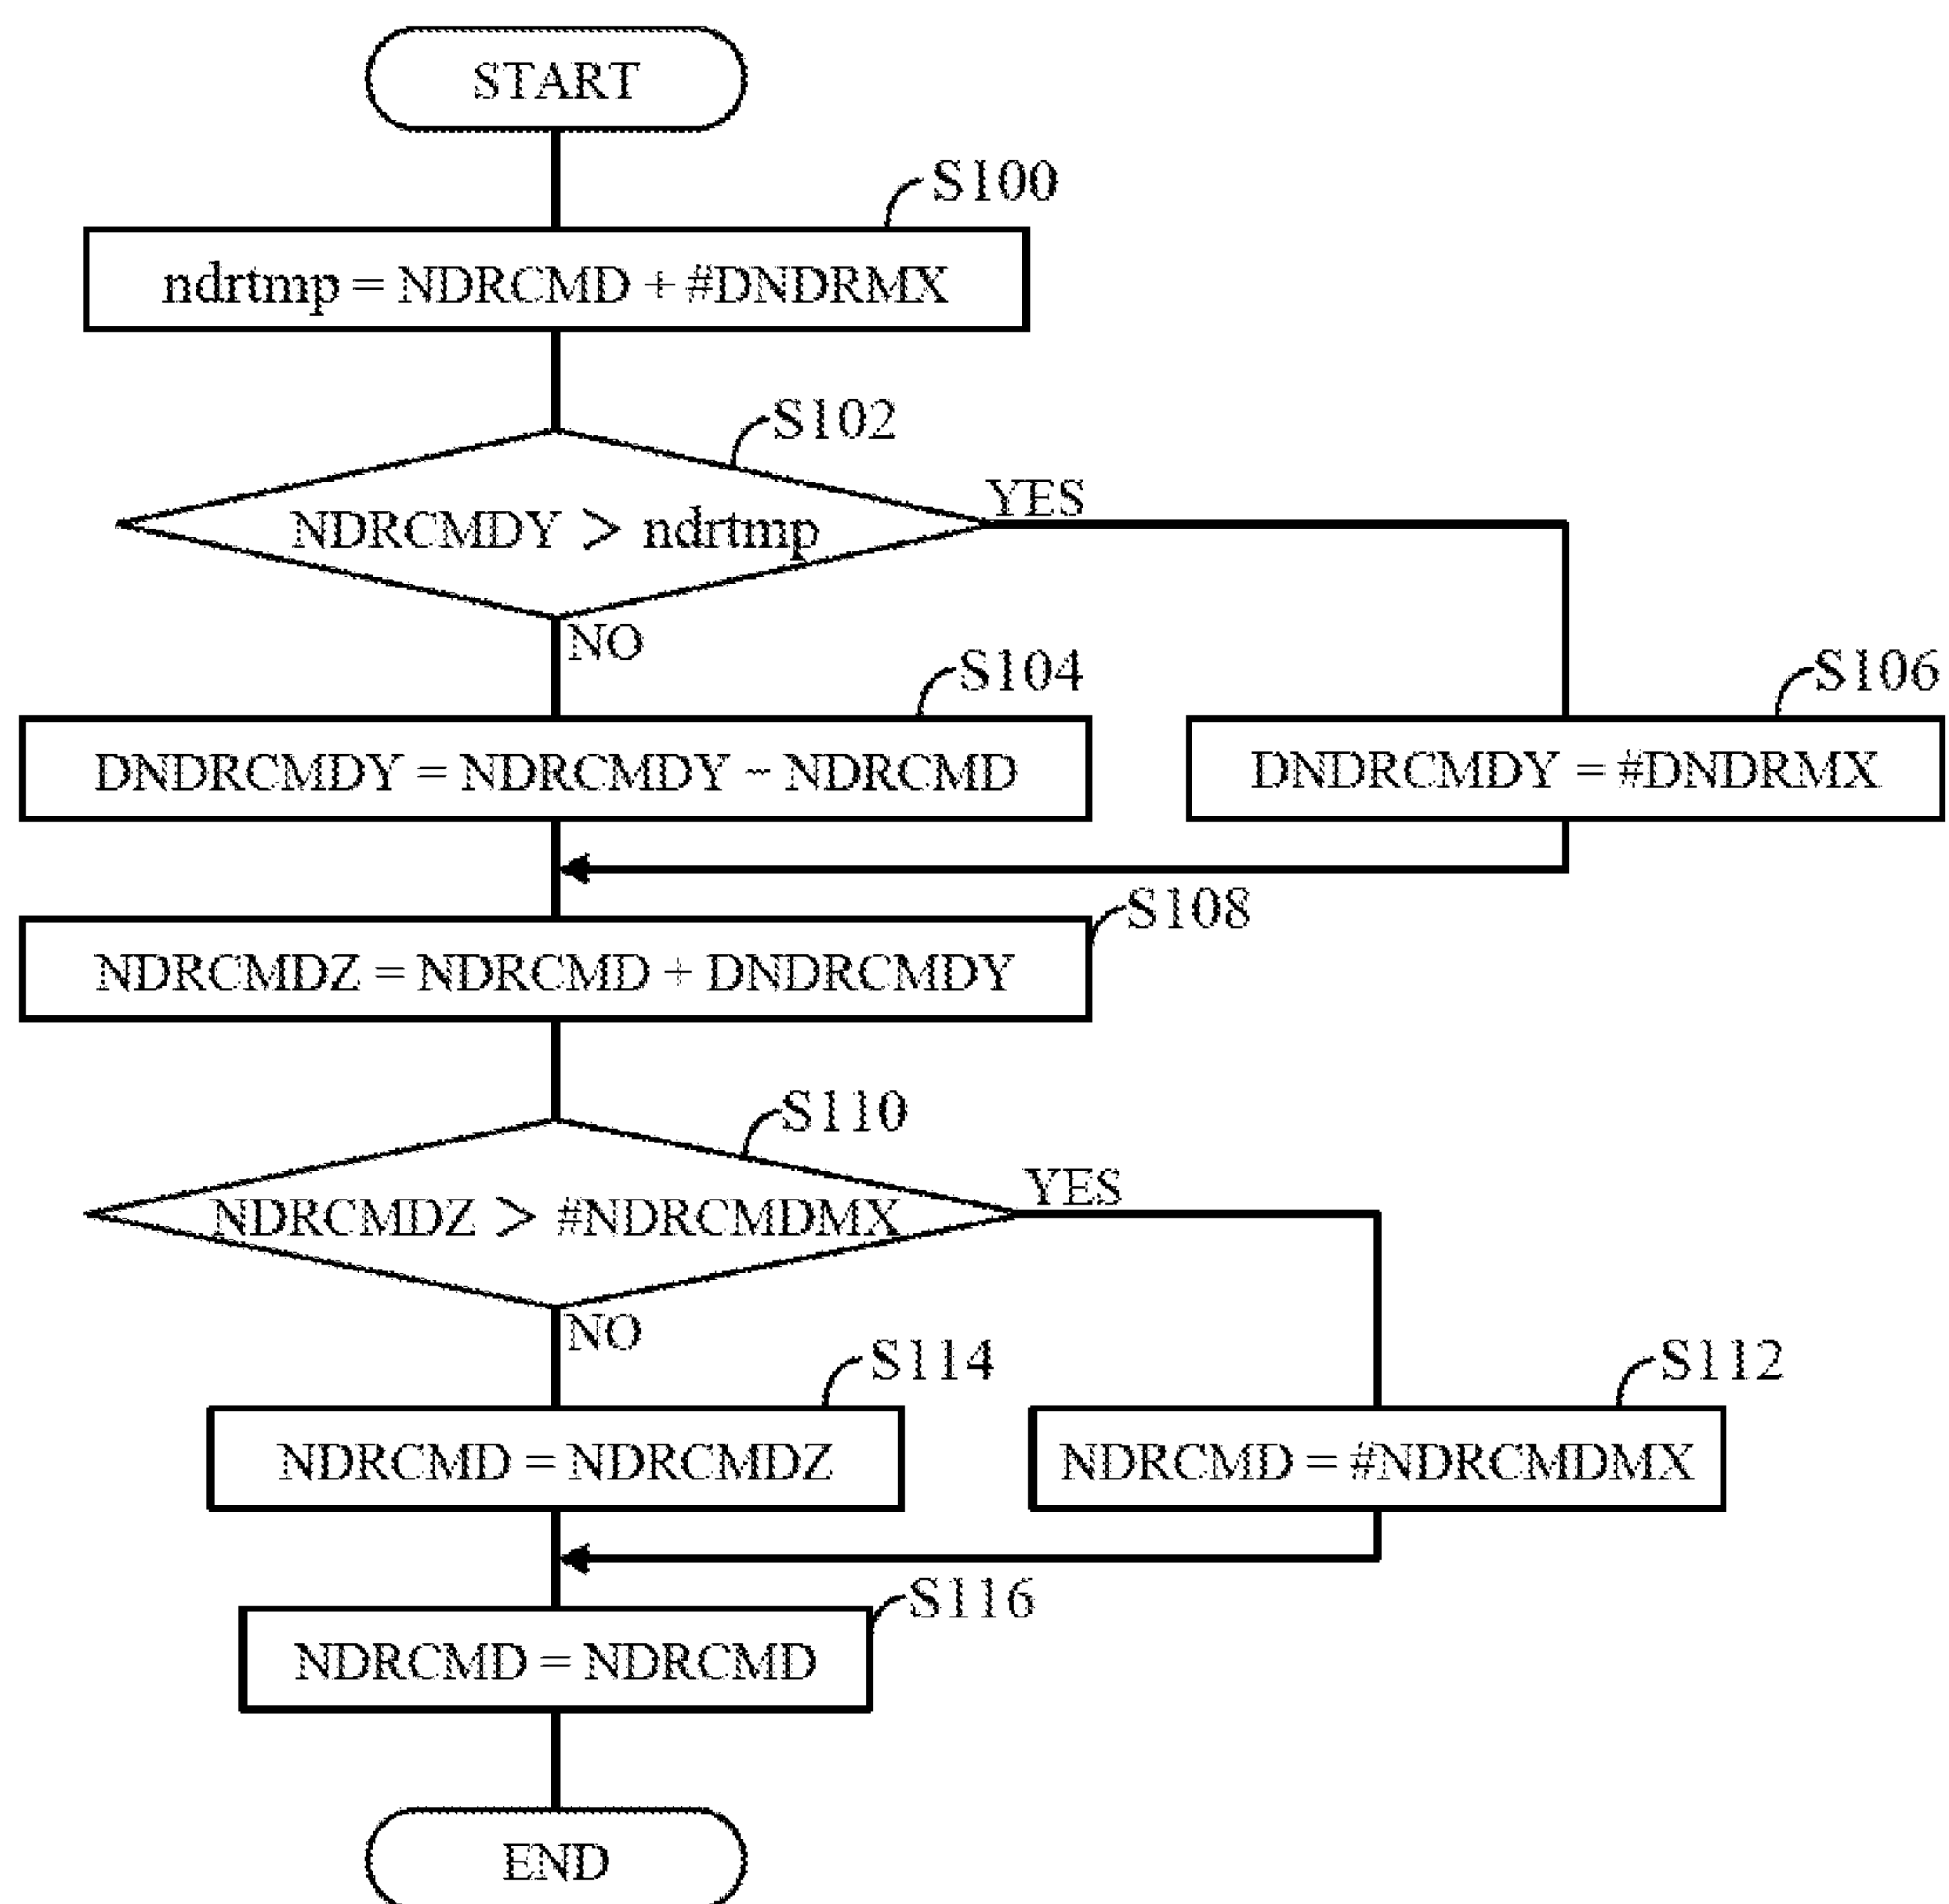 START
S100
ndrtmp = NDRCMD + #DNDRMX
S102
NDRCMDY > ndrtmp
YES
NO
S104
S106
DNDRCMDY = NDRCMDY - NDRCMD
DNDRCMDY = #DNDRMX
S108
NDRCMDZ = NDRCMD + DNDRCMDY
S110
NDRCMDZ > #NDRCMDMX
YES
NO
S114
S112
NDRCMD = NDRCMDZ
NDRCMD = #NDRCMDMX
S116
NDRCMD = NDRCMD
END